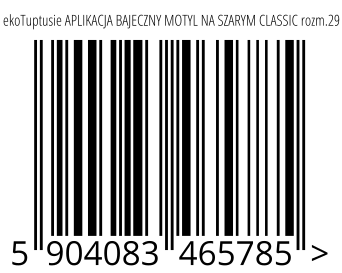 ekoTuptusie APLIKACJA BAJECZNY MOTYL NA SZARYM CLASSIC rozm.29
5 904083 465785 >